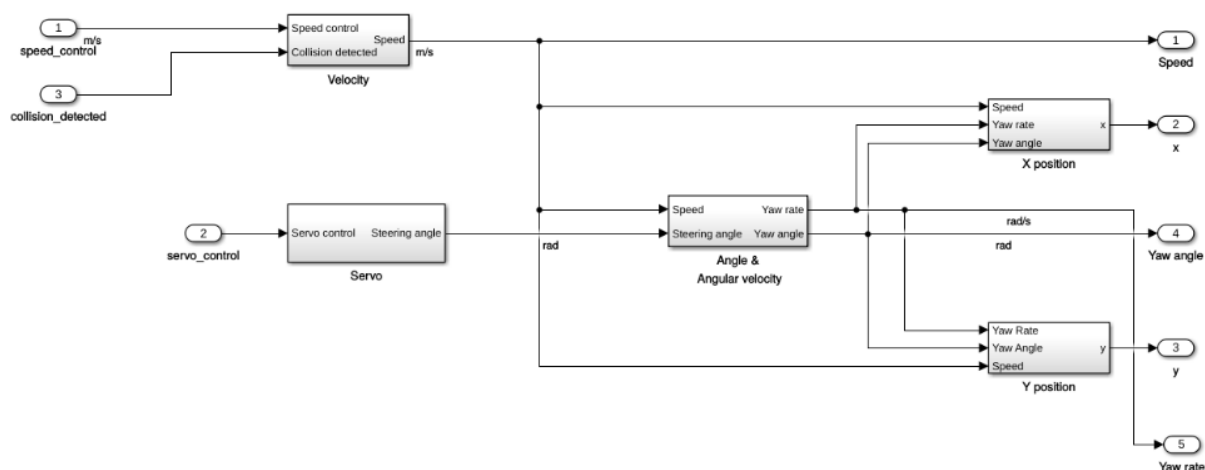 1
m/s
speed_control
3
collision_detected
Speed control
Collision detected
Speed
Velocity
m/s
1
Speed
Speed
Yaw rate
Yaw angle
x
X position
2
x
2
servo_control
Servo control
Steering angle
Servo
rad
Speed
Steering angle
Yaw rate
Yaw angle
Angle &
Angular velocity
rad/s
rad
4
Yaw angle
Yaw Rate
Yaw Angle
Speed
y
Y position
3
y
5
Yaw rate